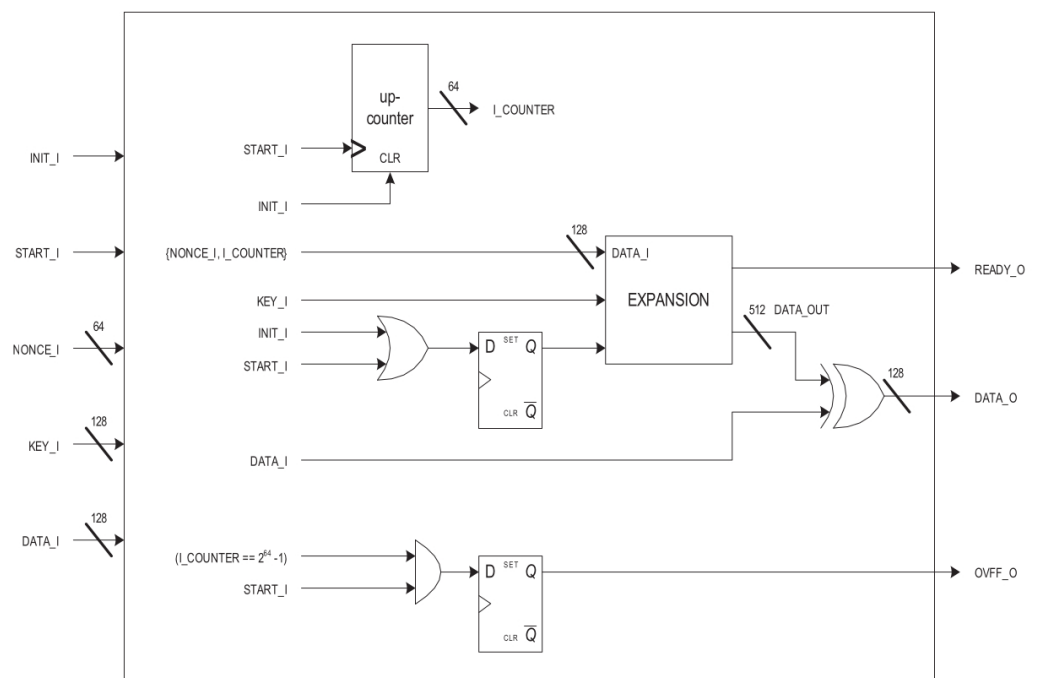 64
up-
counter
I_COUNTER
START_I
CLR
INIT_I
INIT_I
START_I
{NONCE_I, I_COUNTER}
128
DATA_I
READY_O
EXPANSION
KEY_I
512 DATA_OUT
INIT_I
64
NONCE_I
START_I
D SET Q
CLR Q
128
DATA_O
128
KEY_I
DATA_I
128
DATA_I
(I_COUNTER == 2^64 -1)
START_I
D SET Q
CLR Q
OVFF_O